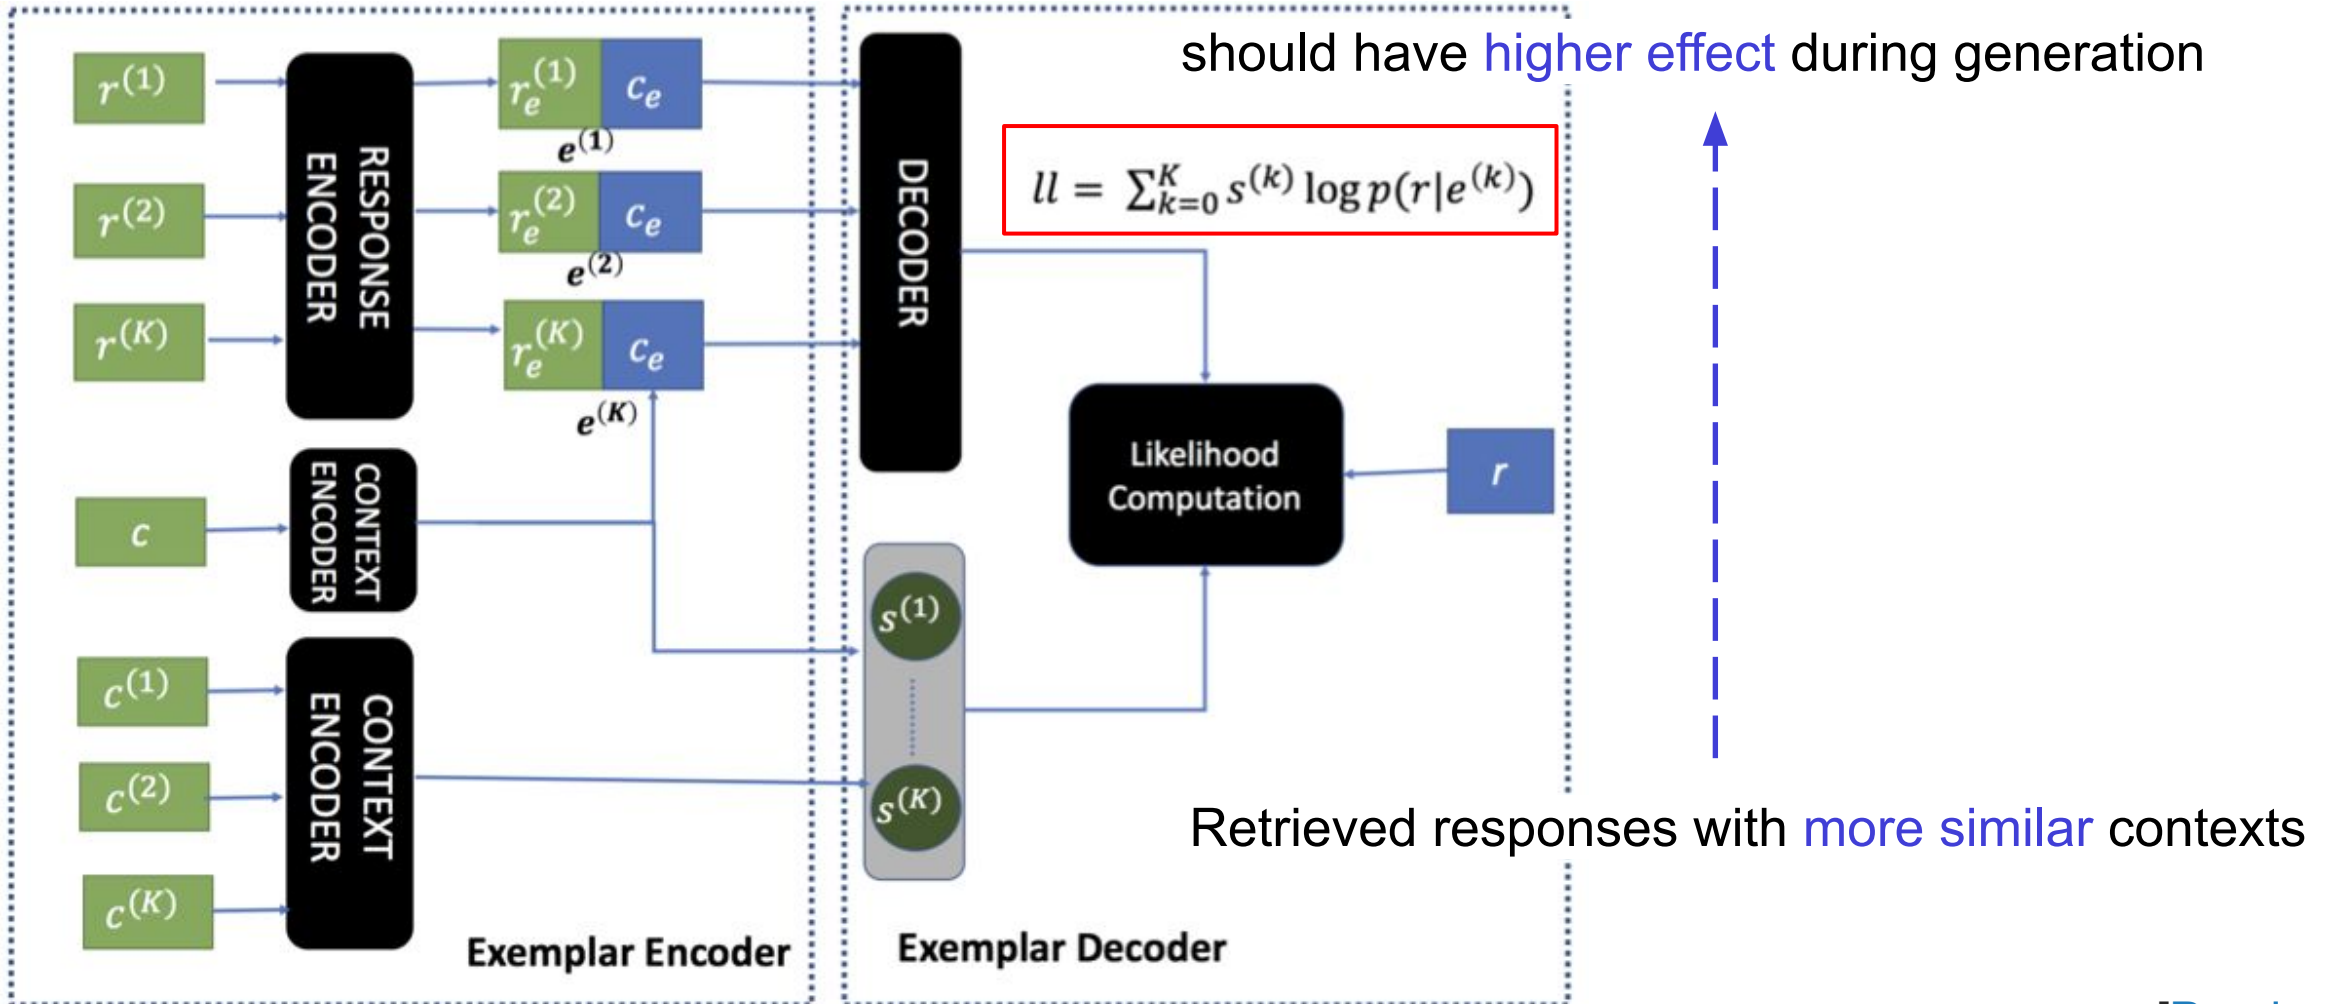 should have higher effect during generation
r^(1)
r^(2)
r^(K)
RESPONSE
ENCODER
r_e^(1) c_e
e^(1)
r_e^(2) c_e
e^(2)
r_e^(K) c_e
e^(K)
c
CONTEXT
ENCODER
c^(1)
c^(2)
c^(K)
CONTEXT
ENCODER
Exemplar Encoder
DECODER
ll = ∑_{k=0}^{K} s^(k) log p(r|e^(k))
Likelihood
Computation
r
s^(1)
s^(K)
Exemplar Decoder
Retrieved responses with more similar contexts